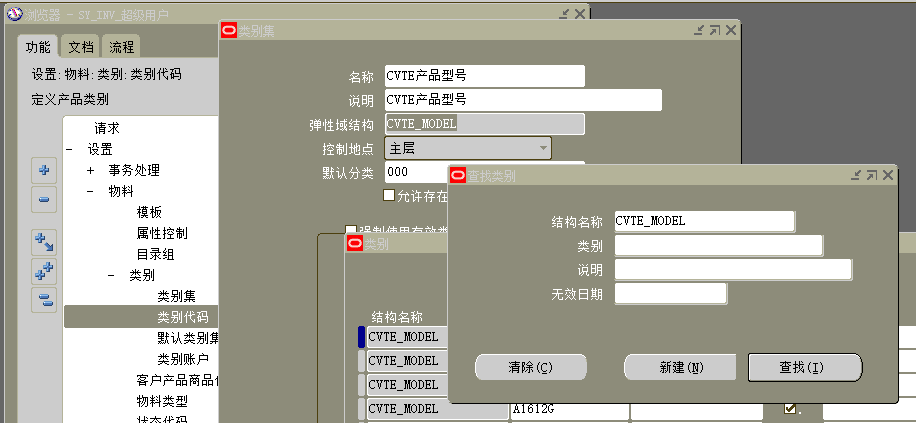 浏览器 - SY_INV_超级用户
功能 文档 流程
设置:物料:类别:类别代码
定义产品类别
请求
- 设置
+ 事务处理
- 物料
模板
属性控制
目录组
- 类别
类别集
类别代码
默认类别集
类别账户
客户产品商品
物料类型
状态代码
类别集
名称 CVTE产品型号
说明 CVTE产品型号
弹性域结构 CVTE_MODEL
控制地点 主层
默认分类 000
允许存在
强制使用有效类
类别
结构名称
CVTE_MODEL
CVTE_MODEL
CVTE_MODEL
CVTE_MODEL A1612G
查找类别
结构名称 CVTE_MODEL
类别
说明
无效日期
清除(C) 新建(N) 查找(I)